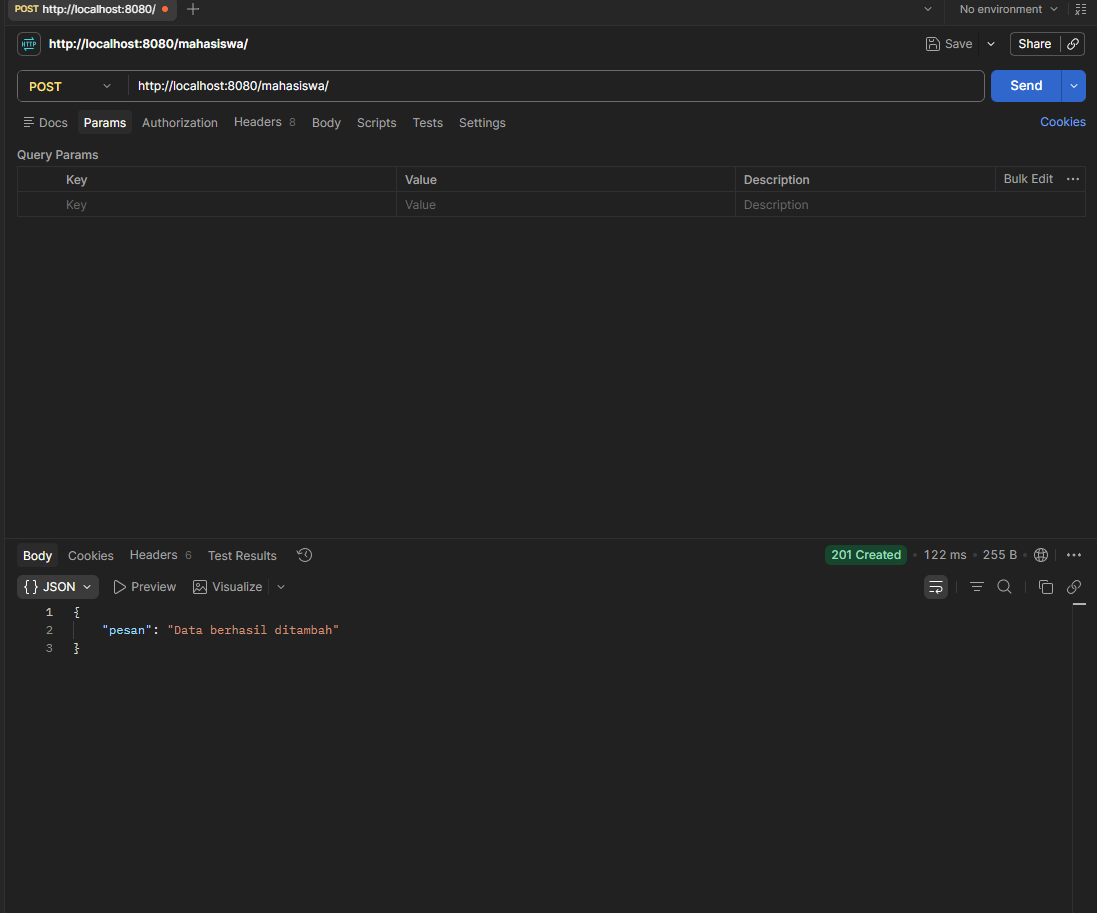 POST http://localhost:8080/ No environment
HTTP http://localhost:8080/mahasiswa/ Save Share
POST http://localhost:8080/mahasiswa/ Send
Docs Params Authorization Headers 8 Body Scripts Tests Settings Cookies
Query Params
Key Value Description Bulk Edit
Key Value Description
Body Cookies Headers 6 Test Results 201 Created • 122 ms • 255 B
{} JSON Preview Visualize
1 {
2 "pesan": "Data berhasil ditambah"
3 }